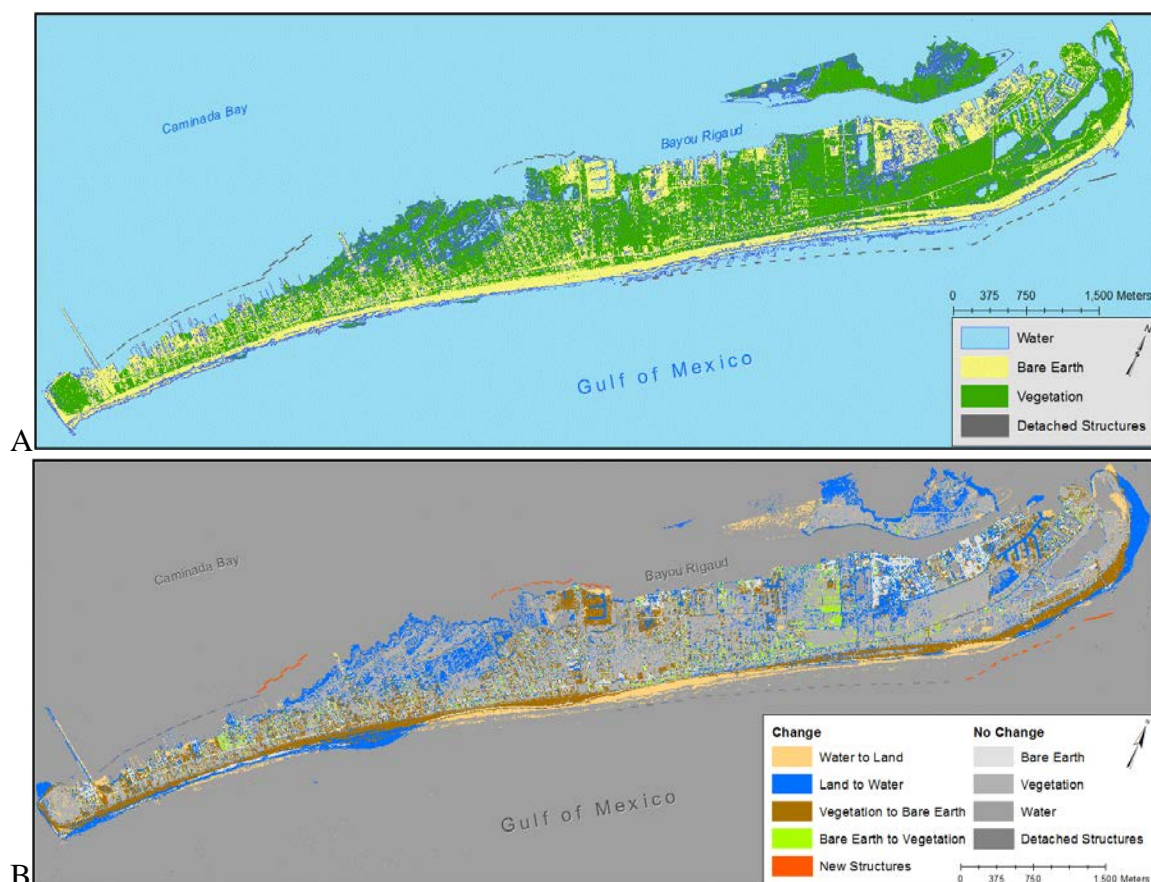 Caminada Bay
Bayou Rigaud
Gulf of Mexico
0 375 750 1,500 Meters
N
S
Water
Bare Earth
Vegetation
Detached Structures
A
Caminada Bay
Bayou Rigaud
Gulf of Mexico
Change
Water to Land
Land to Water
Vegetation to Bare Earth
Bare Earth to Vegetation
New Structures
No Change
Bare Earth
Vegetation
Water
Detached Structures
N
0 375 750 1,500 Meters
B